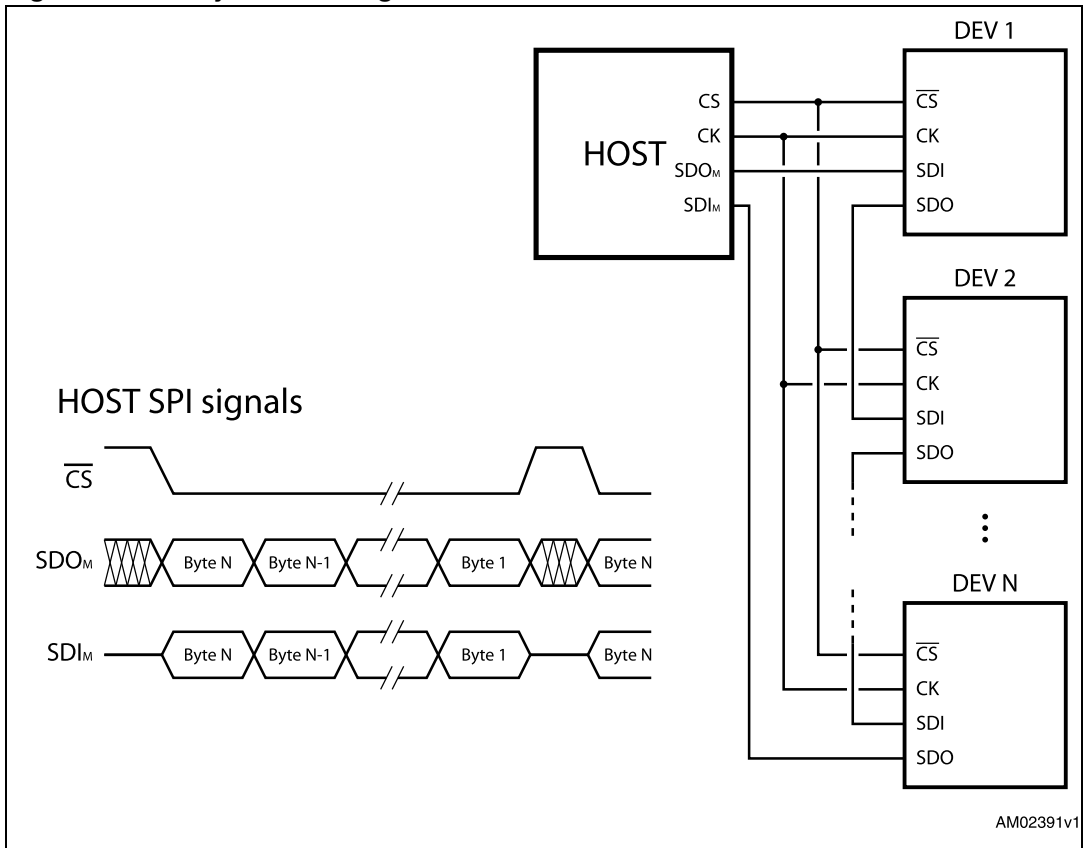 DEV 1
HOST
CS
CK
SDOM
SDIM
CS
CK
SDI
SDO
DEV 2
CS
CK
SDI
SDO
HOST SPI signals
CS
SDOM Byte N Byte N-1 Byte 1 Byte N
SDIM Byte N Byte N-1 Byte 1 Byte N
DEV N
CS
CK
SDI
SDO
AM02391v1